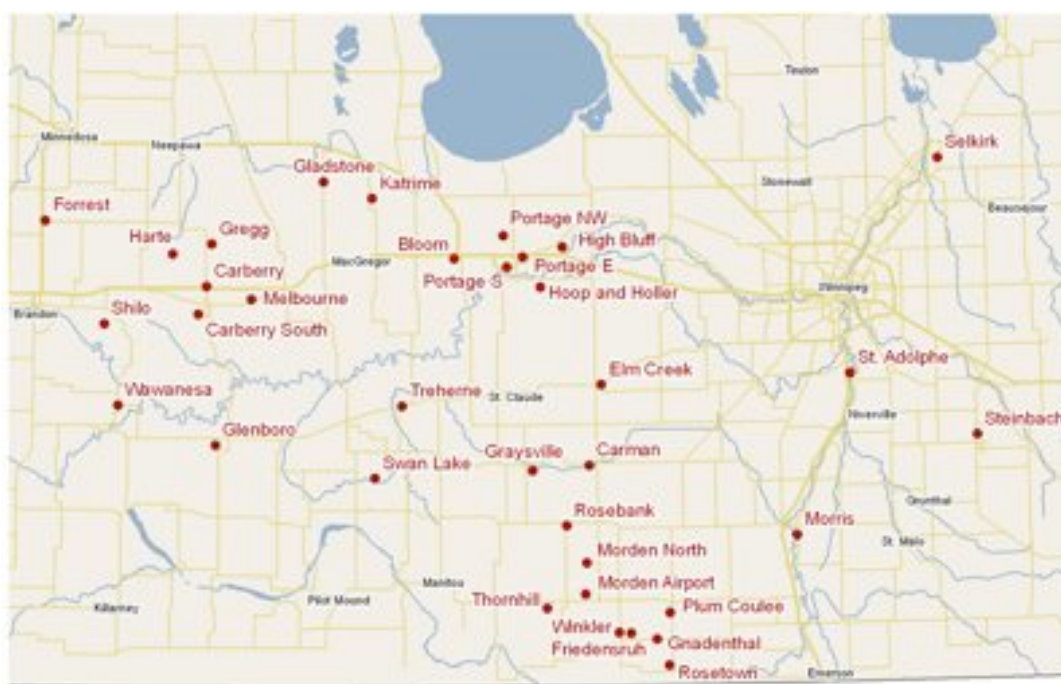 Teulon
Minnedosa
Neepawa
Selkirk
Gladstone
Katrime
Stonewall
Forrest
Beausejour
Portage NW
Harte
Gregg
Bloom
High Bluff
MacGregor
Carberry
Portage S
Portage E
Hoop and Holler
Winnipeg
Melbourne
Shilo
Brandon
Carberry South
St. Adolphe
Elm Creek
Wawanesa
Treherne
St. Claude
Niverville
Steinbach
Glenboro
Graysville
Carman
Swan Lake
Grunthal
Rosebank
Morris
St. Malo
Morden North
Manitou
Morden Airport
Killarney
Pilot Mound
Thornhill
Plum Coulee
Winkler
Friedensruh
Gnadenthal
Rosetown
Emerson